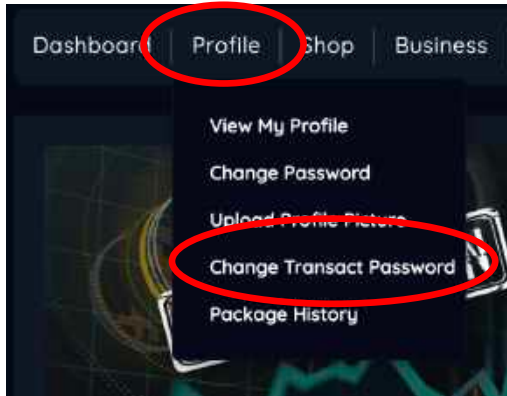 Dashboard Profile Shop Business
View My Profile
Change Password
Upload Profile Picture
Change Transact Password
Package History